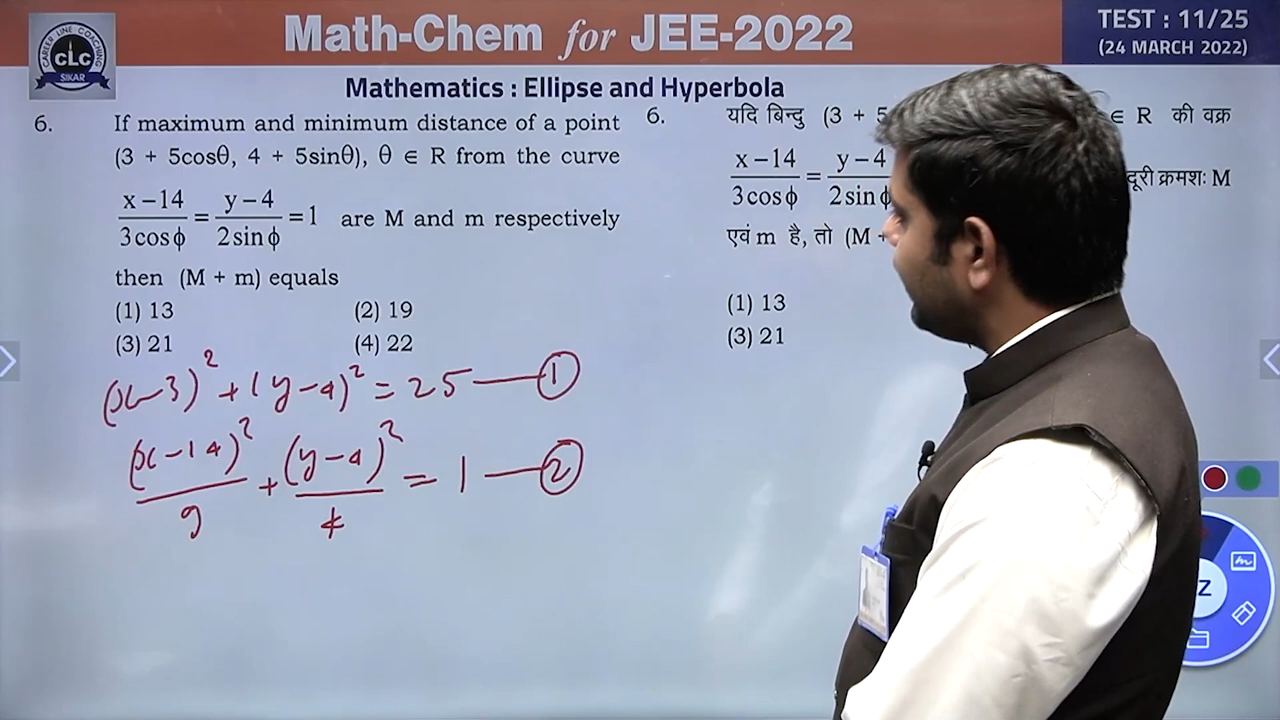 CAREER LINE COACHING
CLC
SIKAR
Math-Chem for JEE-2022
TEST : 11/25
(24 MARCH 2022)
Mathematics : Ellipse and Hyperbola
6. If maximum and minimum distance of a point
(3 + 5cosθ, 4 + 5sinθ), θ ∈ R from the curve
x – 14 / 3cosϕ = y – 4 / 2sinϕ = 1 are M and m respectively
then (M + m) equals
(1) 13 (2) 19
(3) 21 (4) 22
(x-3)² + (y-4)² = 25 — ①
(x-14)² / 9 + (y-4)² / 4 = 1 — ②
6. यदि बिन्दु (3 + 5 ∈ R की वक्र
x – 14 / 3cosϕ = y – 4 / 2sinϕ दूरी क्रमशः M
एवं m है, तो (M +
(1) 13
(3) 21
Z